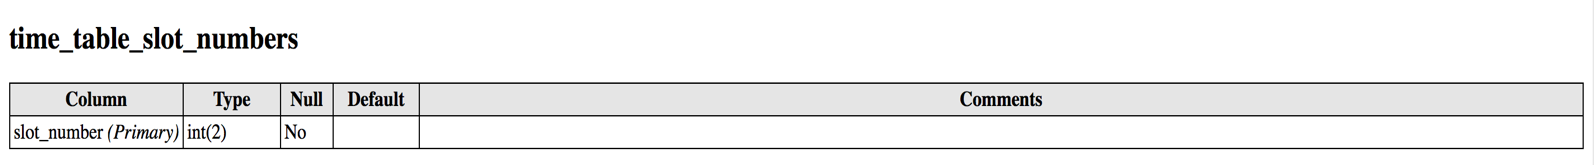 time_table_slot_numbers
Column Type Null Default Comments
slot_number (Primary) int(2) No